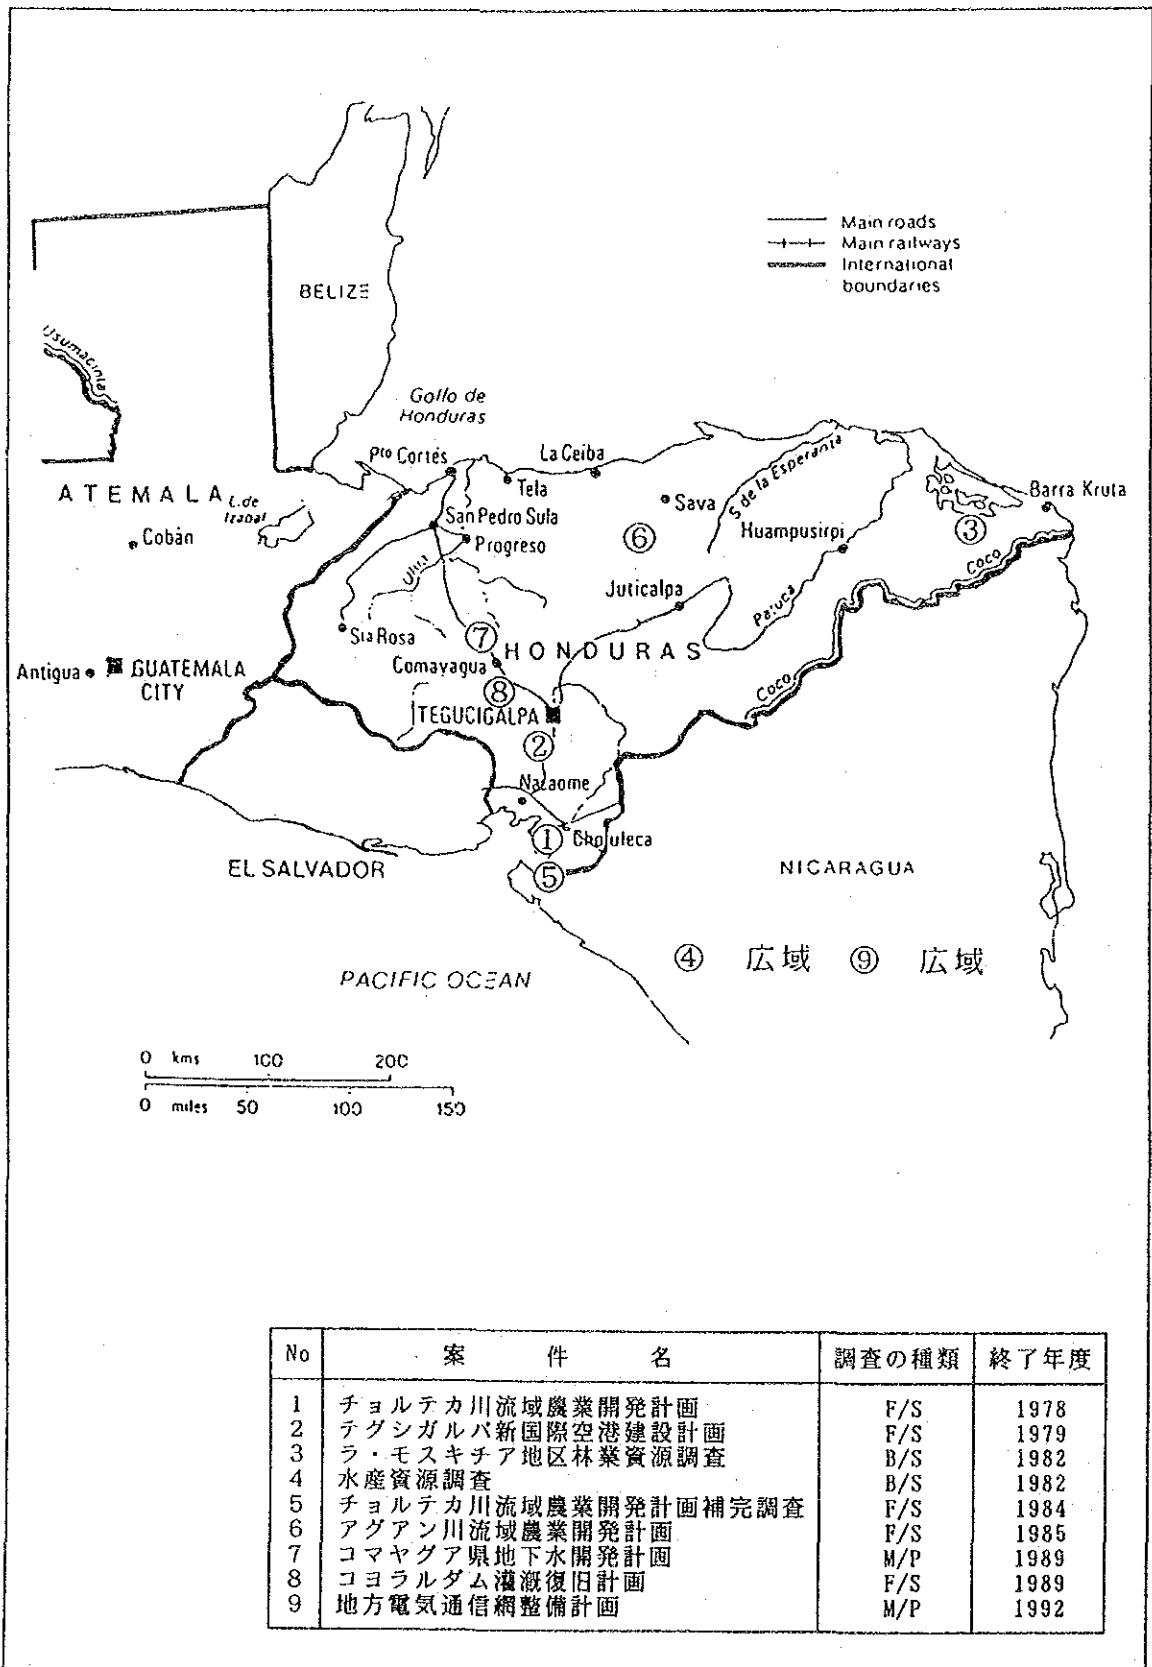 Main roads
Main railways
International
boundaries
BELIZE
Usumacinta
Golfo de
Honduras
Pto Cortés
La Ceiba
Tela
Sava
S de la Esperanta
Barra Kruta
ATEMALA
L. de
Izabal
Cobán
San Pedro Sula
Progreso
⑥
Huampusirpi
③
Coco
Ulua
Juticalpa
Patuca
Sta Rosa
⑦
HONDURAS
Comayagua
Antigua
GUATEMALA
CITY
⑧
Coco
TEGUCIGALPA
②
Nacaome
①
Choluteca
⑤
EL SALVADOR
NICARAGUA
④ 広域 ⑨ 広域
PACIFIC OCEAN
0 kms 100 200
0 miles 50 100 150
No 案件名 調査の種類 終了年度
1 チョルテカ川流域農業開発計画 F/S 1978
2 テグシガルパ新国際空港建設計画 F/S 1979
3 ラ・モスキチア地区林業資源調査 B/S 1982
4 水産資源調査 B/S 1982
5 チョルテカ川流域農業開発計画補完調査 F/S 1984
6 アグアン川流域農業開発計画 F/S 1985
7 コマヤグア県地下水開発計画 M/P 1989
8 コヨラルダム灌漑復旧計画 F/S 1989
9 地方電気通信網整備計画 M/P 1992